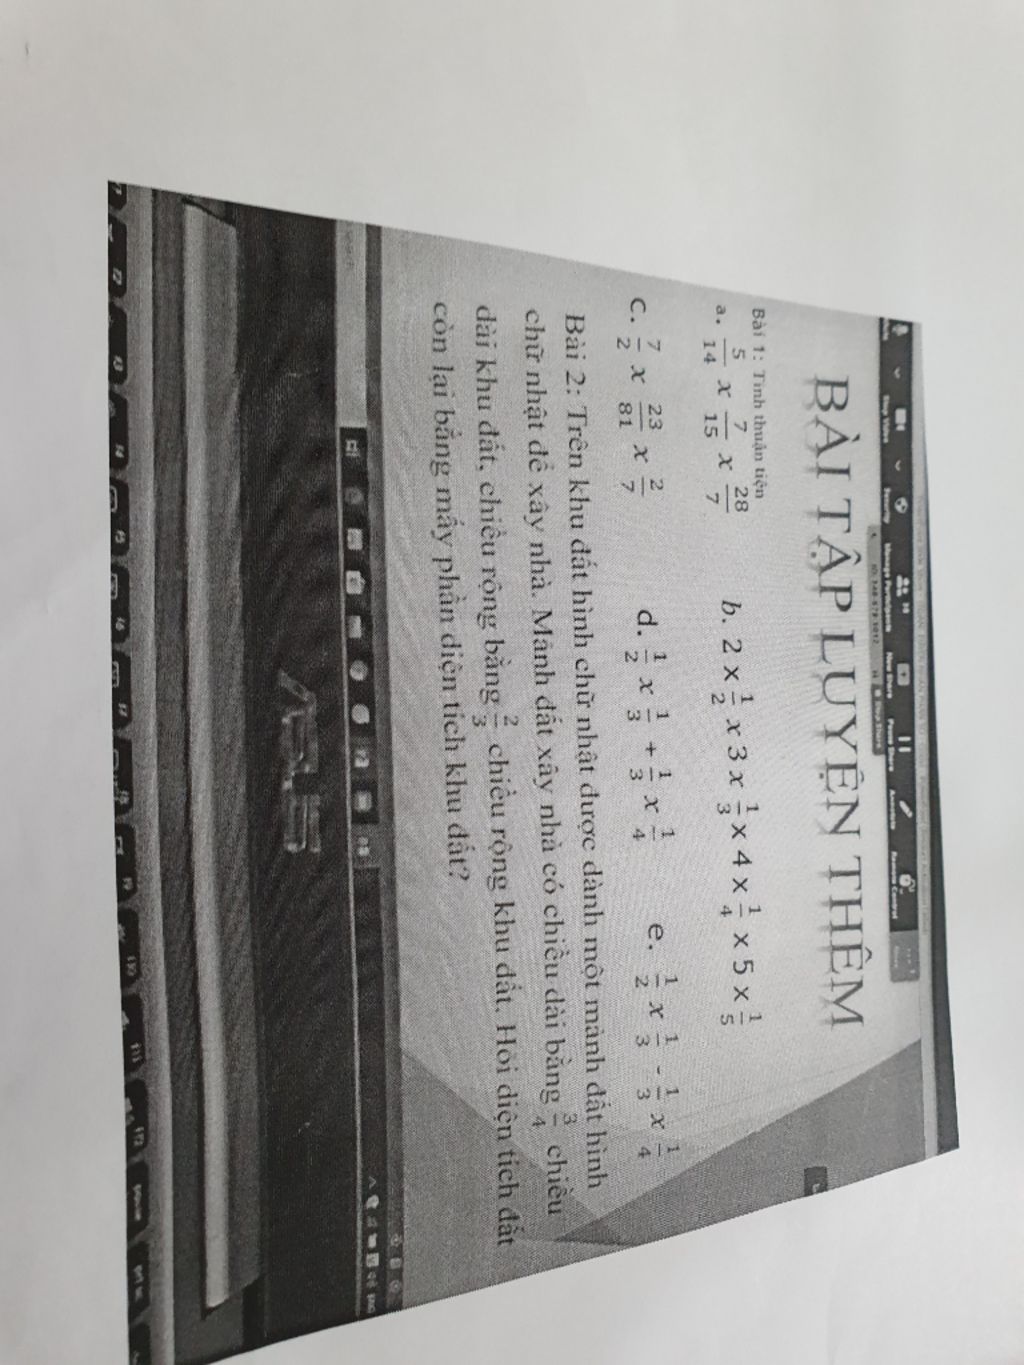 BÀI TẬP LUYỆN THÊM
Bài 1: Tính thuận tiện
a. 5/14 x 7/15 x 28/7 b. 2 x 1/2 x 3 x 1/3 x 4 x 1/4 x 5 x 1/5
c. 7/2 x 23/81 x 2/7 d. 1/2 x 1/3 + 1/3 x 1/4 e. 1/2 x 1/3 - 1/3 x 1/4
Bài 2: Trên khu đất hình chữ nhật được dành một mảnh đất hình
chữ nhật để xây nhà. Mảnh đất xây nhà có chiều dài bằng 3/4 chiều
dài khu đất, chiều rộng bằng 2/3 chiều rộng khu đất. Hỏi diện tích đất
còn lại bằng mấy phần diện tích khu đất?